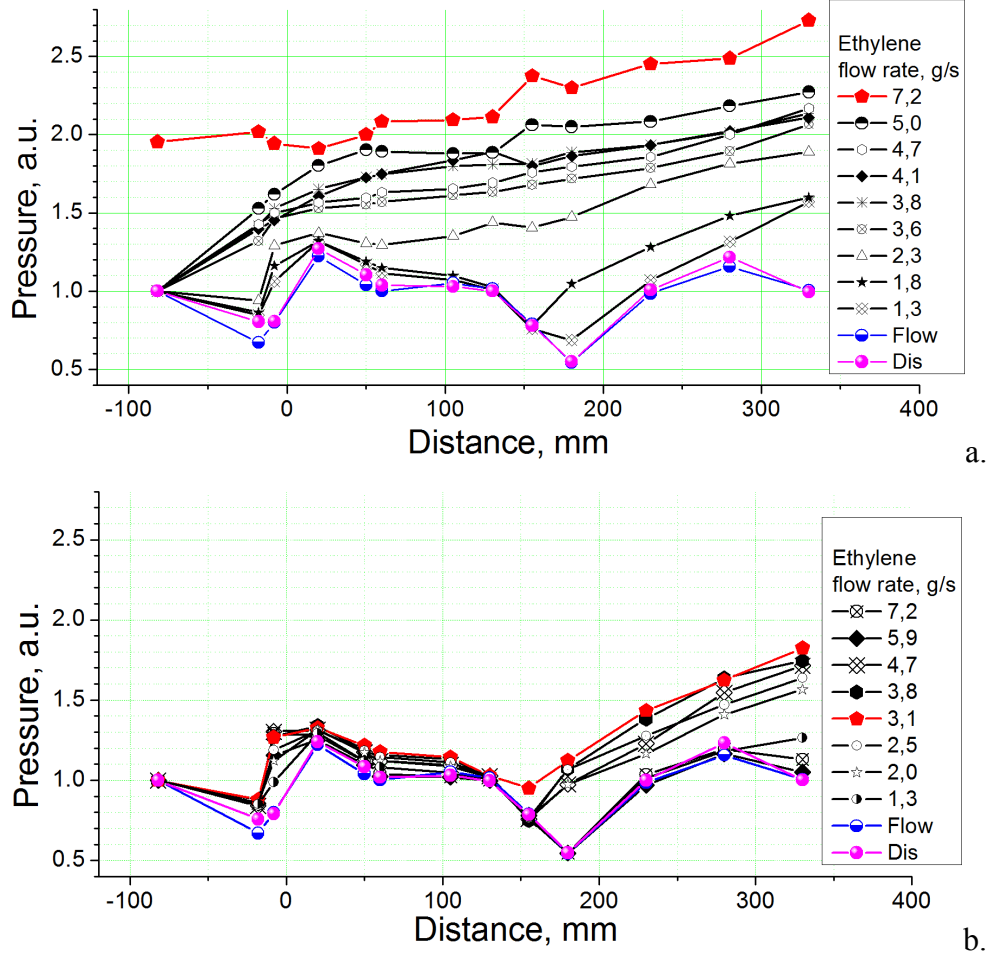 2.5
2.0
1.5
1.0
0.5
Pressure, a.u.
-100
0
100
200
300
400
Distance, mm
Ethylene
flow rate, g/s
7,2
5,0
4,7
4,1
3,8
3,6
2,3
1,8
1,3
Flow
Dis
a.
2.5
2.0
1.5
1.0
0.5
Pressure, a.u.
-100
0
100
200
300
400
Distance, mm
Ethylene
flow rate, g/s
7,2
5,9
4,7
3,8
3,1
2,5
2,0
1,3
Flow
Dis
b.